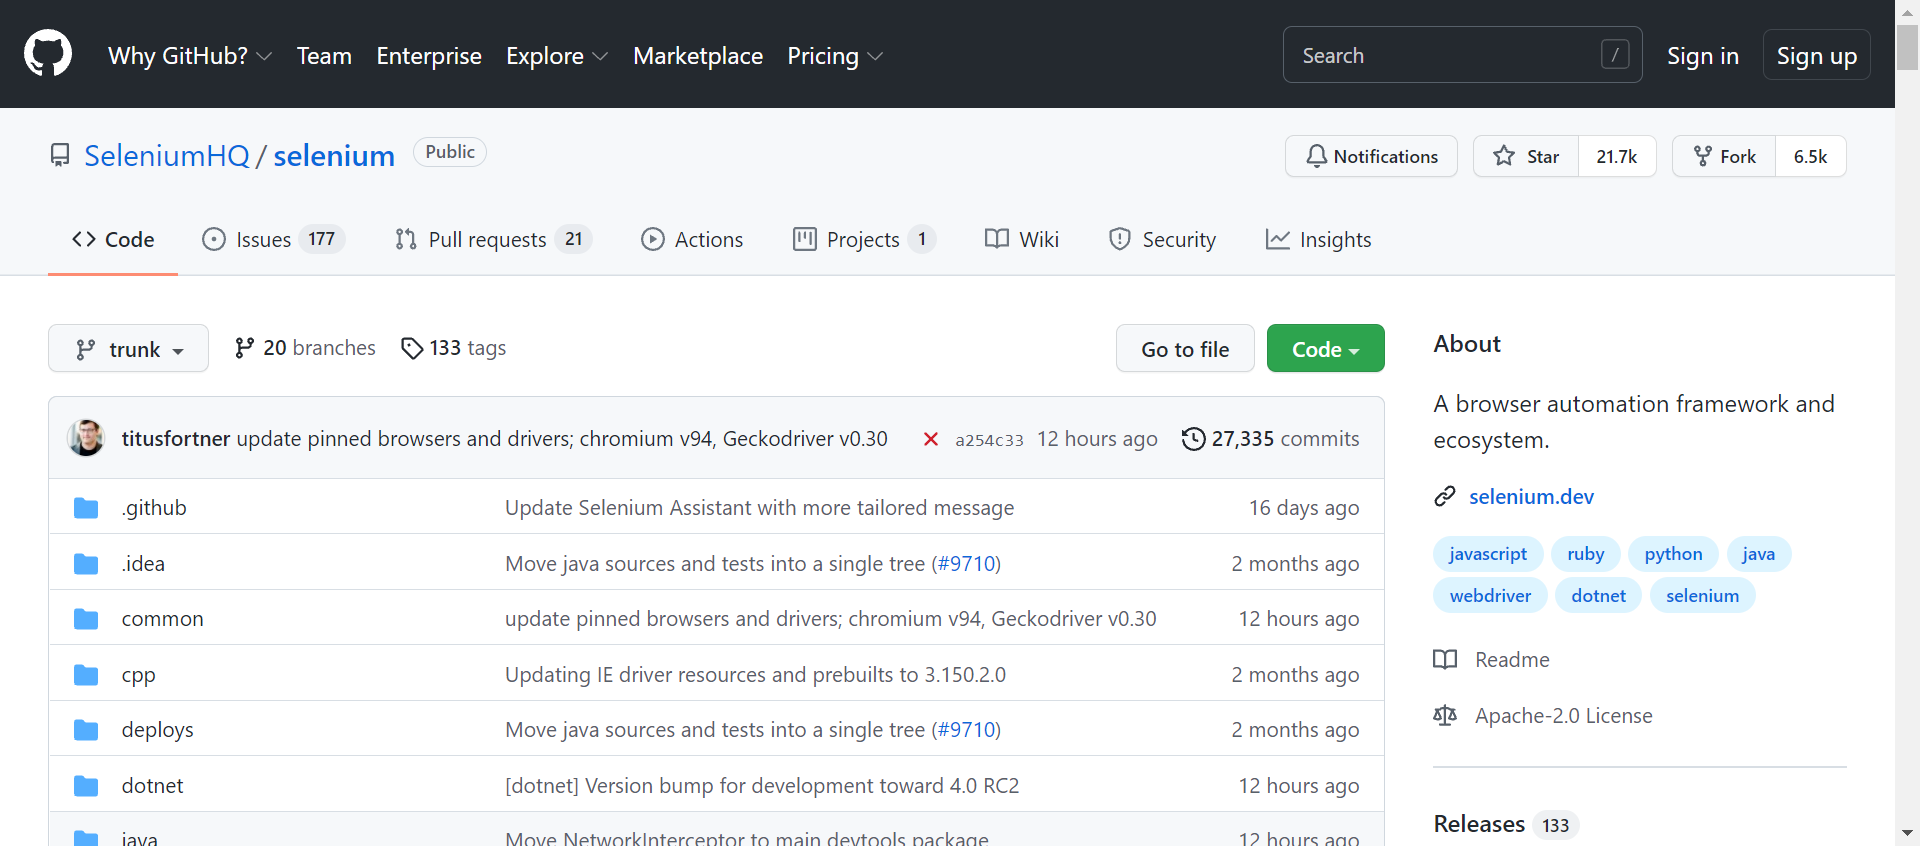 Why GitHub? Team Enterprise Explore Marketplace Pricing Search / Sign in Sign up
SeleniumHQ / selenium Public Notifications Star 21.7k Fork 6.5k
Code Issues 177 Pull requests 21 Actions Projects 1 Wiki Security Insights
trunk 20 branches 133 tags Go to file Code
titusfortner update pinned browsers and drivers; chromium v94, Geckodriver v0.30 a254c33 12 hours ago 27,335 commits
.github Update Selenium Assistant with more tailored message 16 days ago
.idea Move java sources and tests into a single tree (#9710) 2 months ago
common update pinned browsers and drivers; chromium v94, Geckodriver v0.30 12 hours ago
cpp Updating IE driver resources and prebuilts to 3.150.2.0 2 months ago
deploys Move java sources and tests into a single tree (#9710) 2 months ago
dotnet [dotnet] Version bump for development toward 4.0 RC2 12 hours ago
java Move NetworkInterceptor to main devtools package 12 hours ago
About
A browser automation framework and
ecosystem.
selenium.dev
javascript ruby python java
webdriver dotnet selenium
Readme
Apache-2.0 License
Releases 133